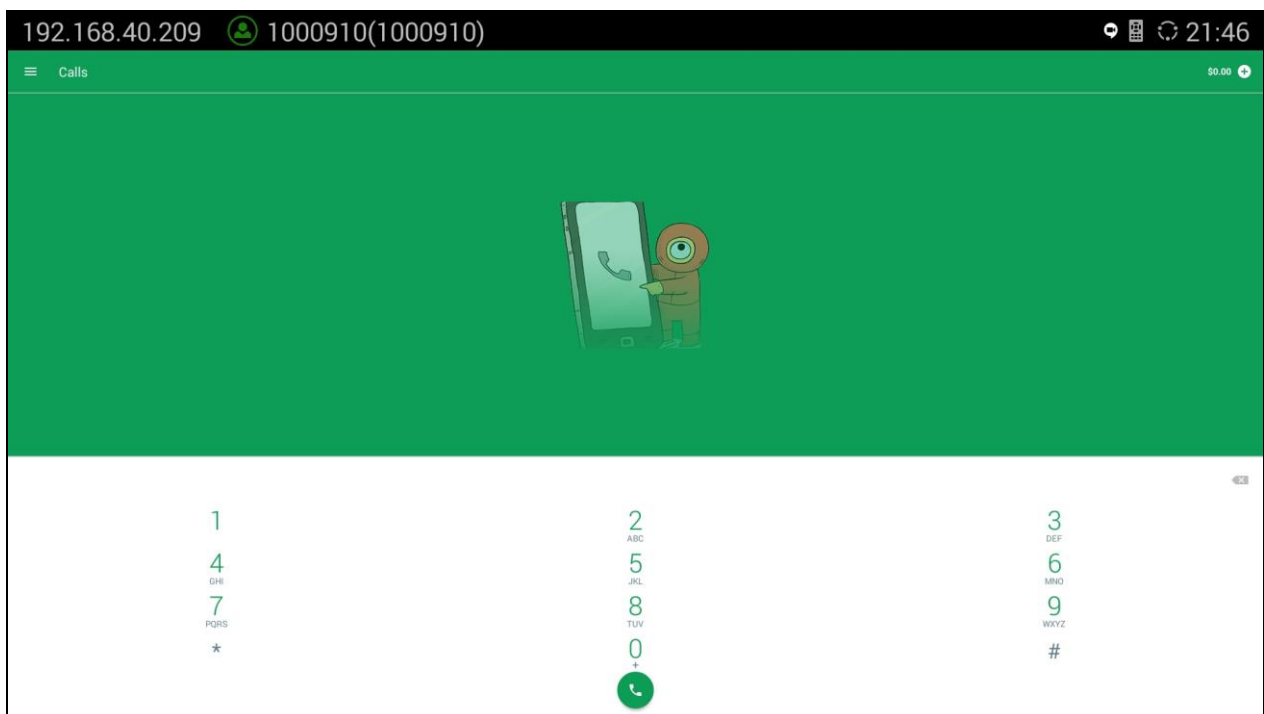 192.168.40.209 1000910(1000910) 21:46
Calls $0.00
1 2 3
ABC DEF
4 5 6
GHI JKL MNO
7 8 9
PQRS TUV WXYZ
* 0 #
+